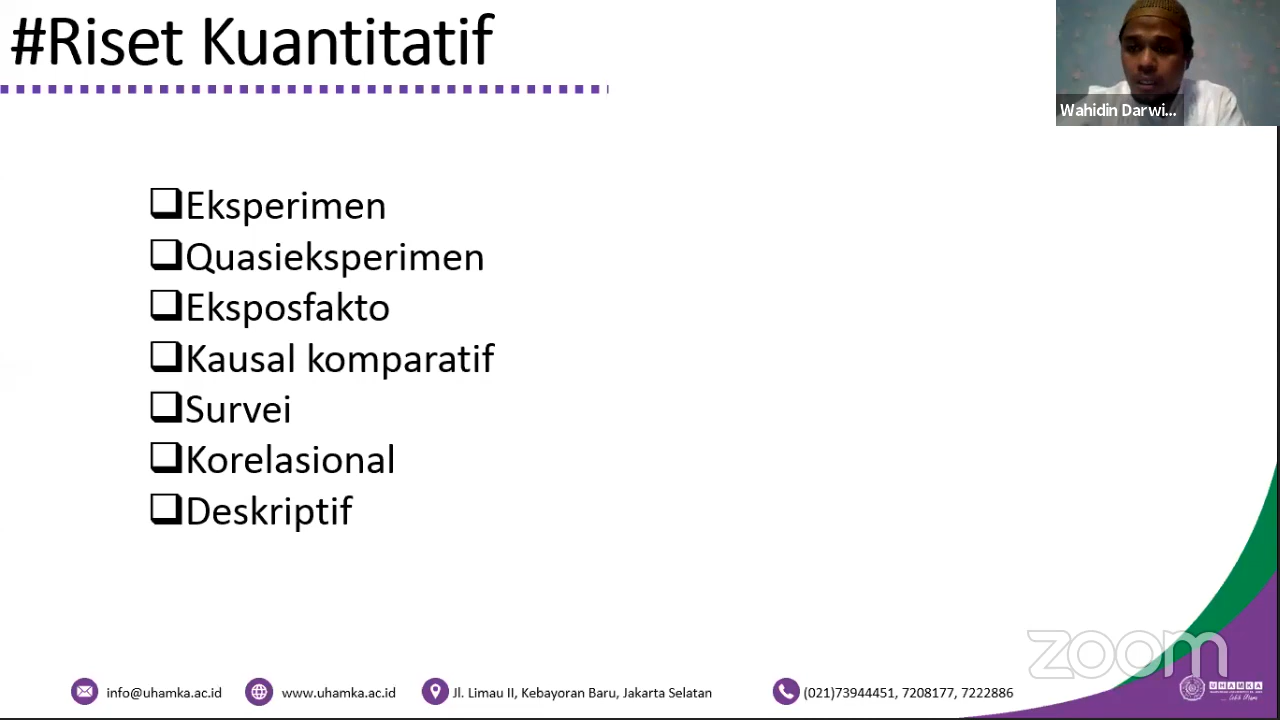 #Riset Kuantitatif
Wahidin Darwi...
Eksperimen
Quasieksperimen
Eksposfakto
Kausal komparatif
Survei
Korelasional
Deskriptif
zoom
info@uhamka.ac.id
www.uhamka.ac.id
Jl. Limau II, Kebayoran Baru, Jakarta Selatan
(021)73944451, 7208177, 7222886
UHAMKA